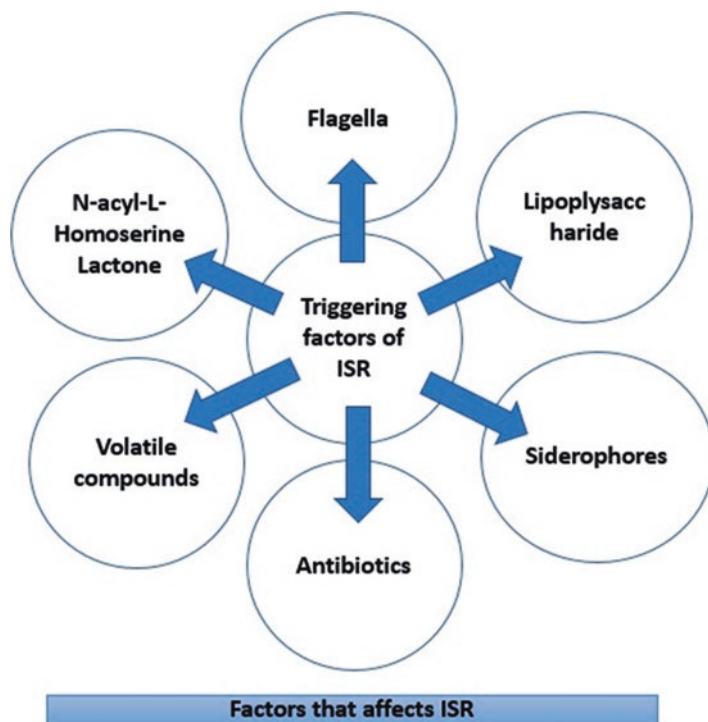 Flagella
N-acyl-L-
Homoserine
Lactone
Lipoplysacc
haride
Triggering
factors of
ISR
Volatile
compounds
Siderophores
Antibiotics
Factors that affects ISR